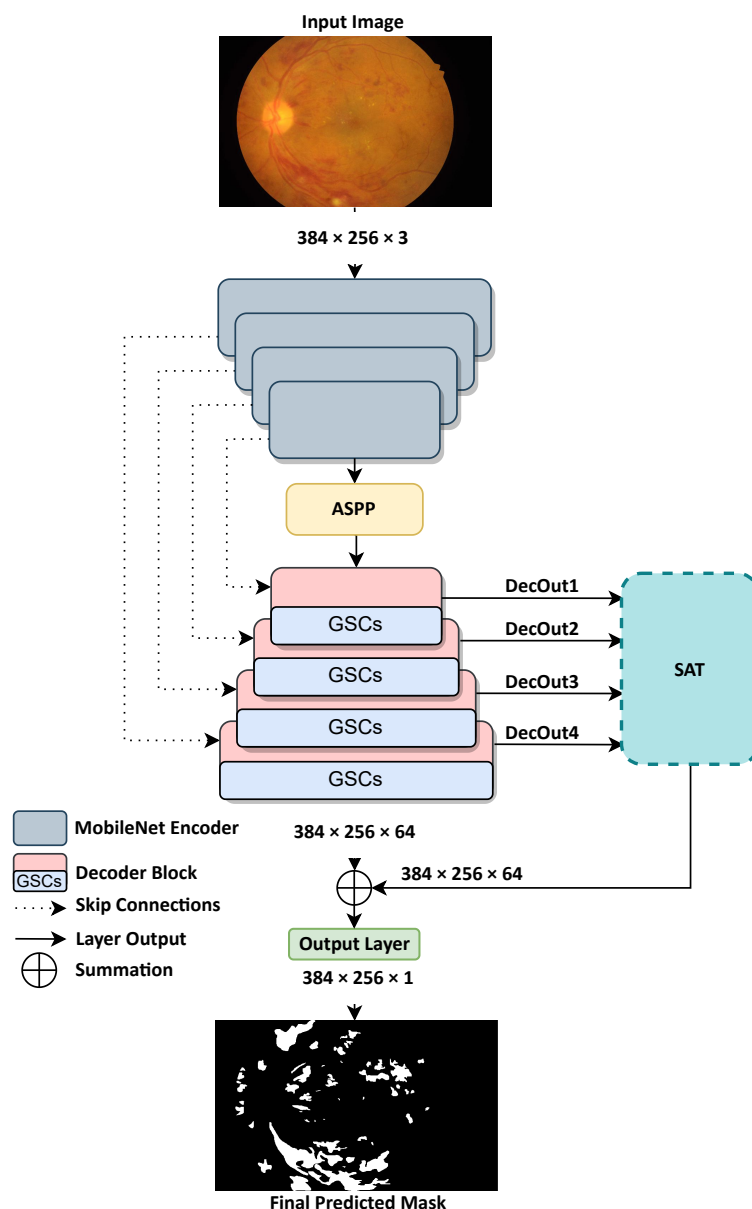 Input Image
384 × 256 × 3
ASPP
DecOut1
GSCs
DecOut2
GSCs
SAT
DecOut3
GSCs
DecOut4
GSCs
MobileNet Encoder
384 × 256 × 64
Decoder Block
GSCs
384 × 256 × 64
Skip Connections
Layer Output
Output Layer
Summation
384 × 256 × 1
Final Predicted Mask